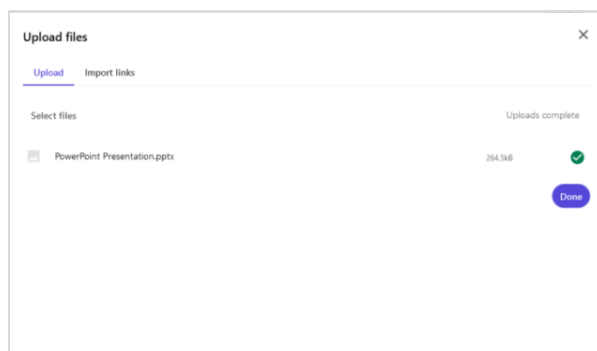 Upload files
Upload Import links
Select files Uploads complete
PowerPoint Presentation.pptx 264.5kB
Done